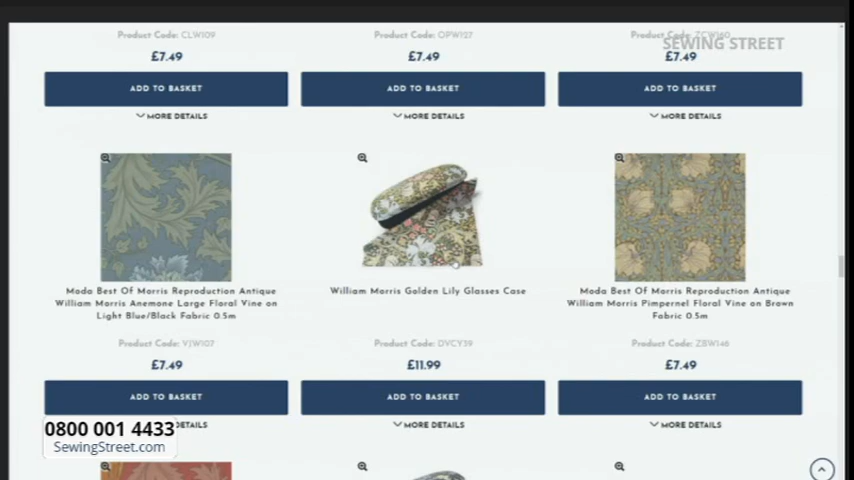 Product Code: CLW109
Product Code: OPW127
SEWING STREET
£7.49
£7.49
£7.49
ADD TO BASKET
ADD TO BASKET
ADD TO BASKET
MORE DETAILS
MORE DETAILS
MORE DETAILS
Moda Best Of Morris Reproduction Antique
William Morris Anemone Large Floral Vine on
Light Blue/Black Fabric 0.5m
William Morris Golden Lily Glasses Case
Moda Best Of Morris Reproduction Antique
William Morris Pimpernel Floral Vine on Brown
Fabric 0.5m
Product Code: VJW107
Product Code: DVCY39
Product Code: ZBW146
£7.49
£11.99
£7.49
ADD TO BASKET
ADD TO BASKET
ADD TO BASKET
0800 001 4433
SewingStreet.com
DETAILS
MORE DETAILS
MORE DETAILS